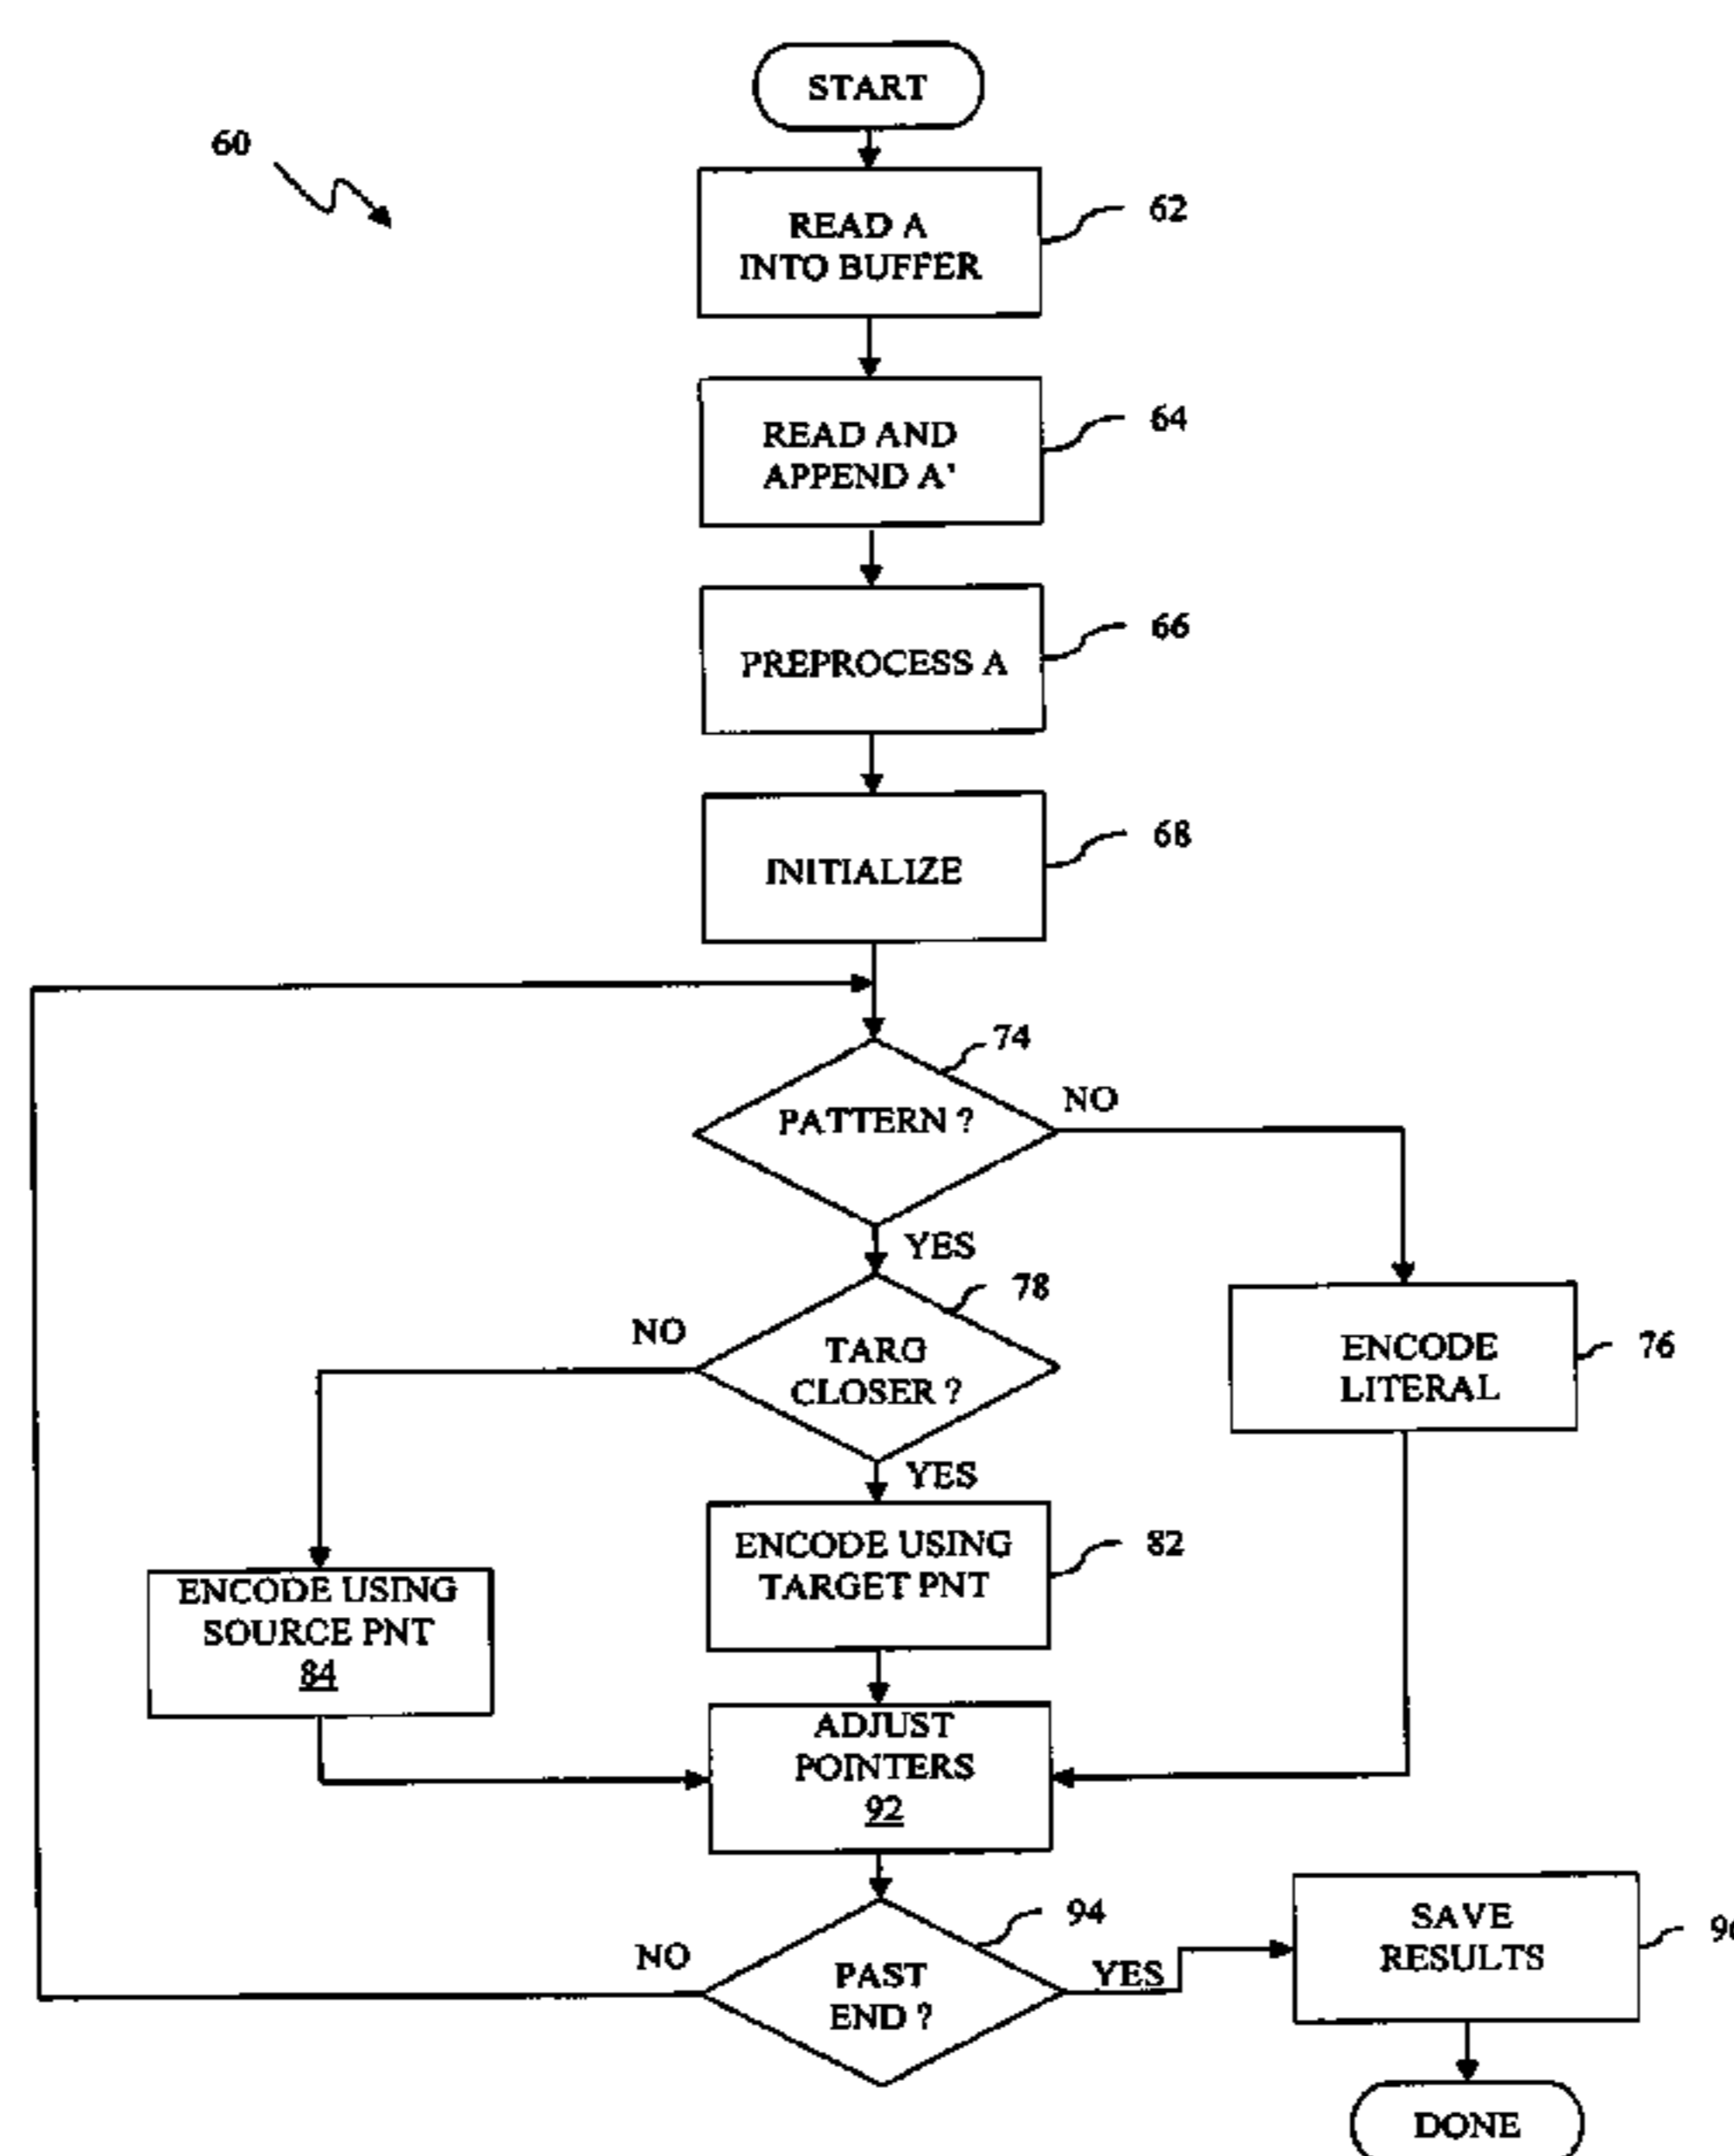 START
60
READ A
INTO BUFFER
62
READ AND
APPEND A'
64
PREPROCESS A
66
INITIALIZE
68
74
PATTERN ?
NO
YES
78
NO
TARG
CLOSER ?
ENCODE
LITERAL
76
YES
ENCODE USING
TARGET PNT
82
ENCODE USING
SOURCE PNT
84
ADJUST
POINTERS
92
94
NO
PAST
END ?
YES
SAVE
RESULTS
DONE